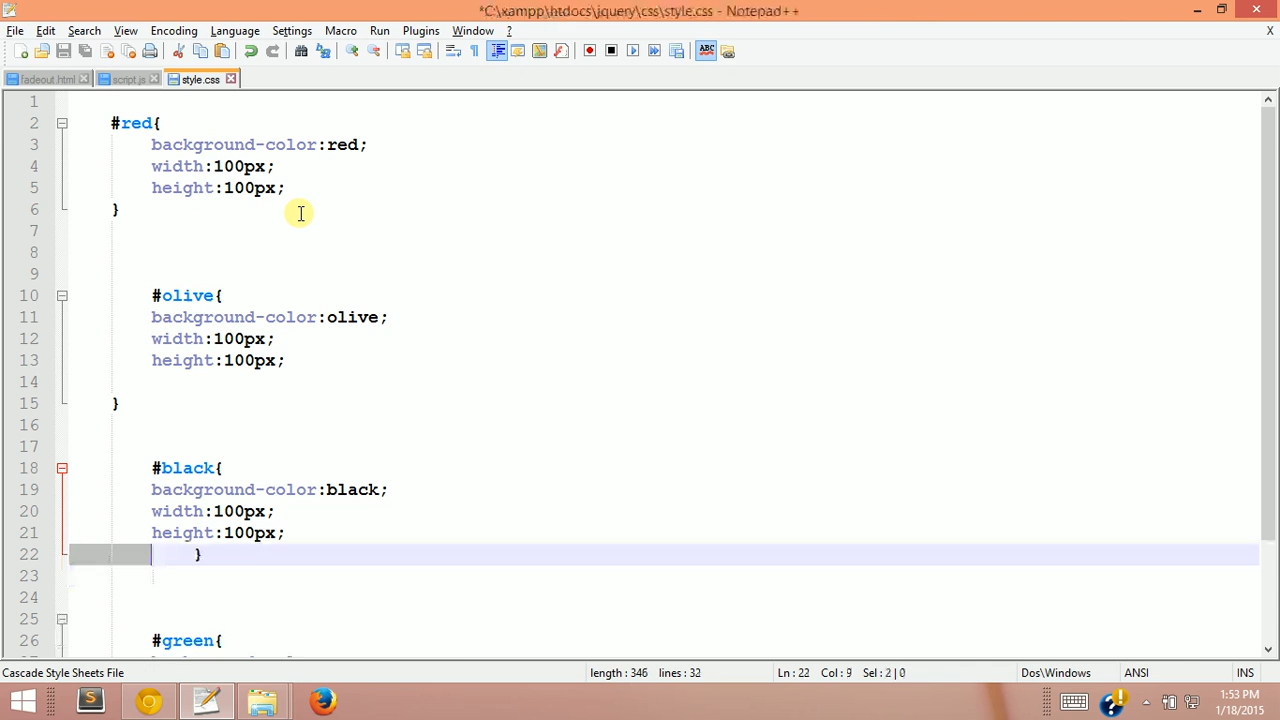 *C:\xampp\htdocs\jquery\css\style.css - Notepad++
File Edit Search View Encoding Language Settings Macro Run Plugins Window ? X
fadeout.html script.js style.css
1
2 #red{
3 background-color:red;
4 width:100px;
5 height:100px;
6 }
7
8
9
10 #olive{
11 background-color:olive;
12 width:100px;
13 height:100px;
14
15 }
16
17
18 #black{
19 background-color:black;
20 width:100px;
21 height:100px;
22 }
23
24
25
26 #green{
Cascade Style Sheets File length : 346 lines : 32 Ln : 22 Col : 9 Sel : 2 | 0 Dos\Windows ANSI INS
1:53 PM
1/18/2015